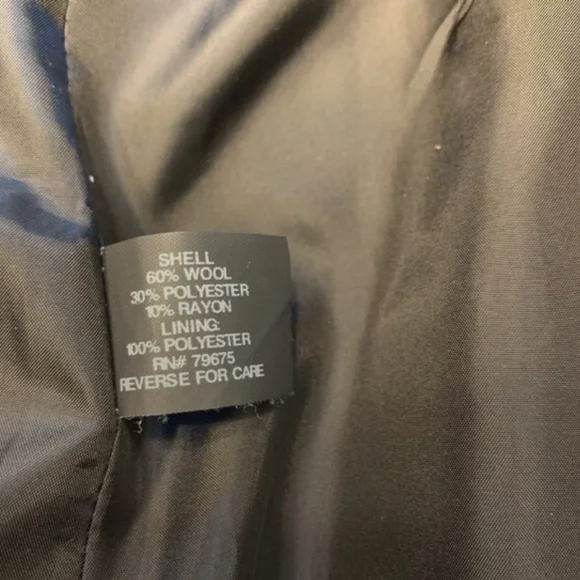 SHELL
60% WOOL
30% POLYESTER
10% RAYON
LINING:
100% POLYESTER
RN# 79675
REVERSE FOR CARE